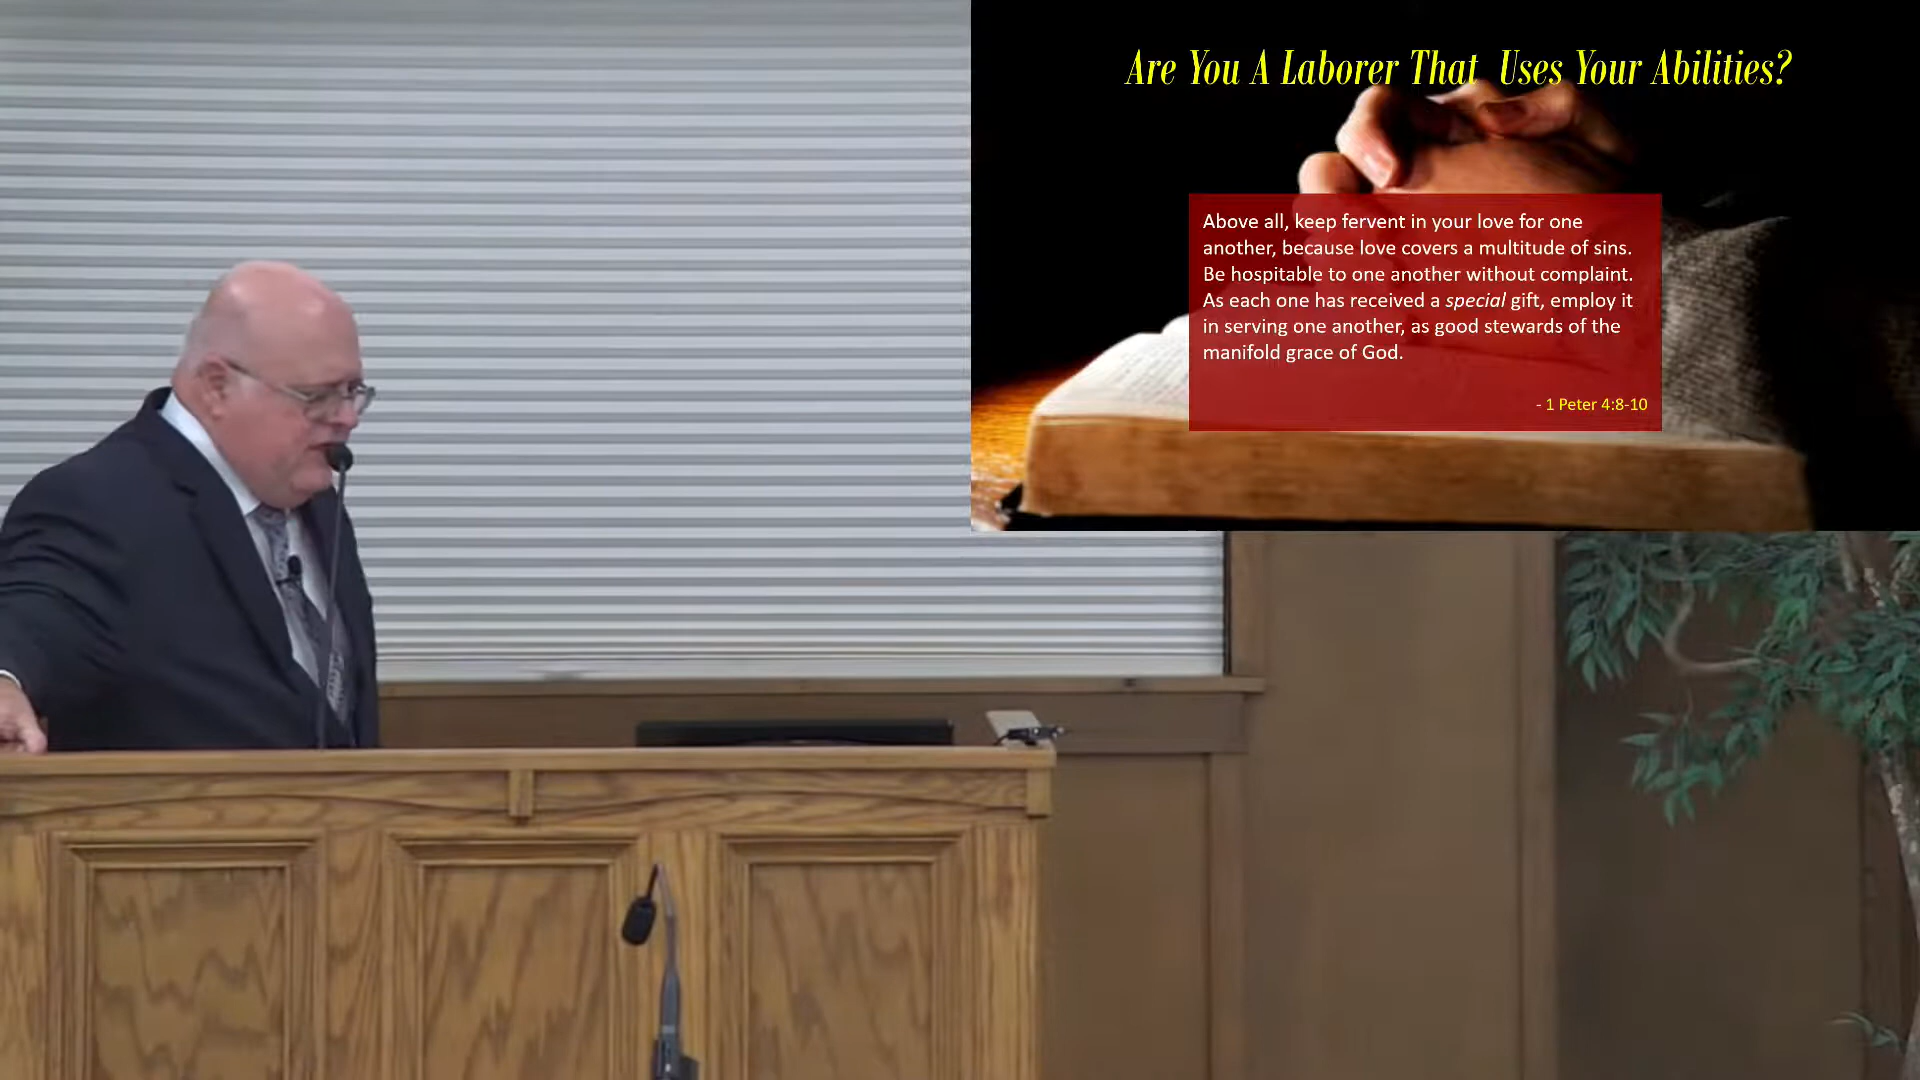 Are You A Laborer That Uses Your Abilities?
Above all, keep fervent in your love for one
another, because love covers a multitude of sins.
Be hospitable to one another without complaint.
As each one has received a special gift, employ it
in serving one another, as good stewards of the
manifold grace of God.
- 1 Peter 4:8-10